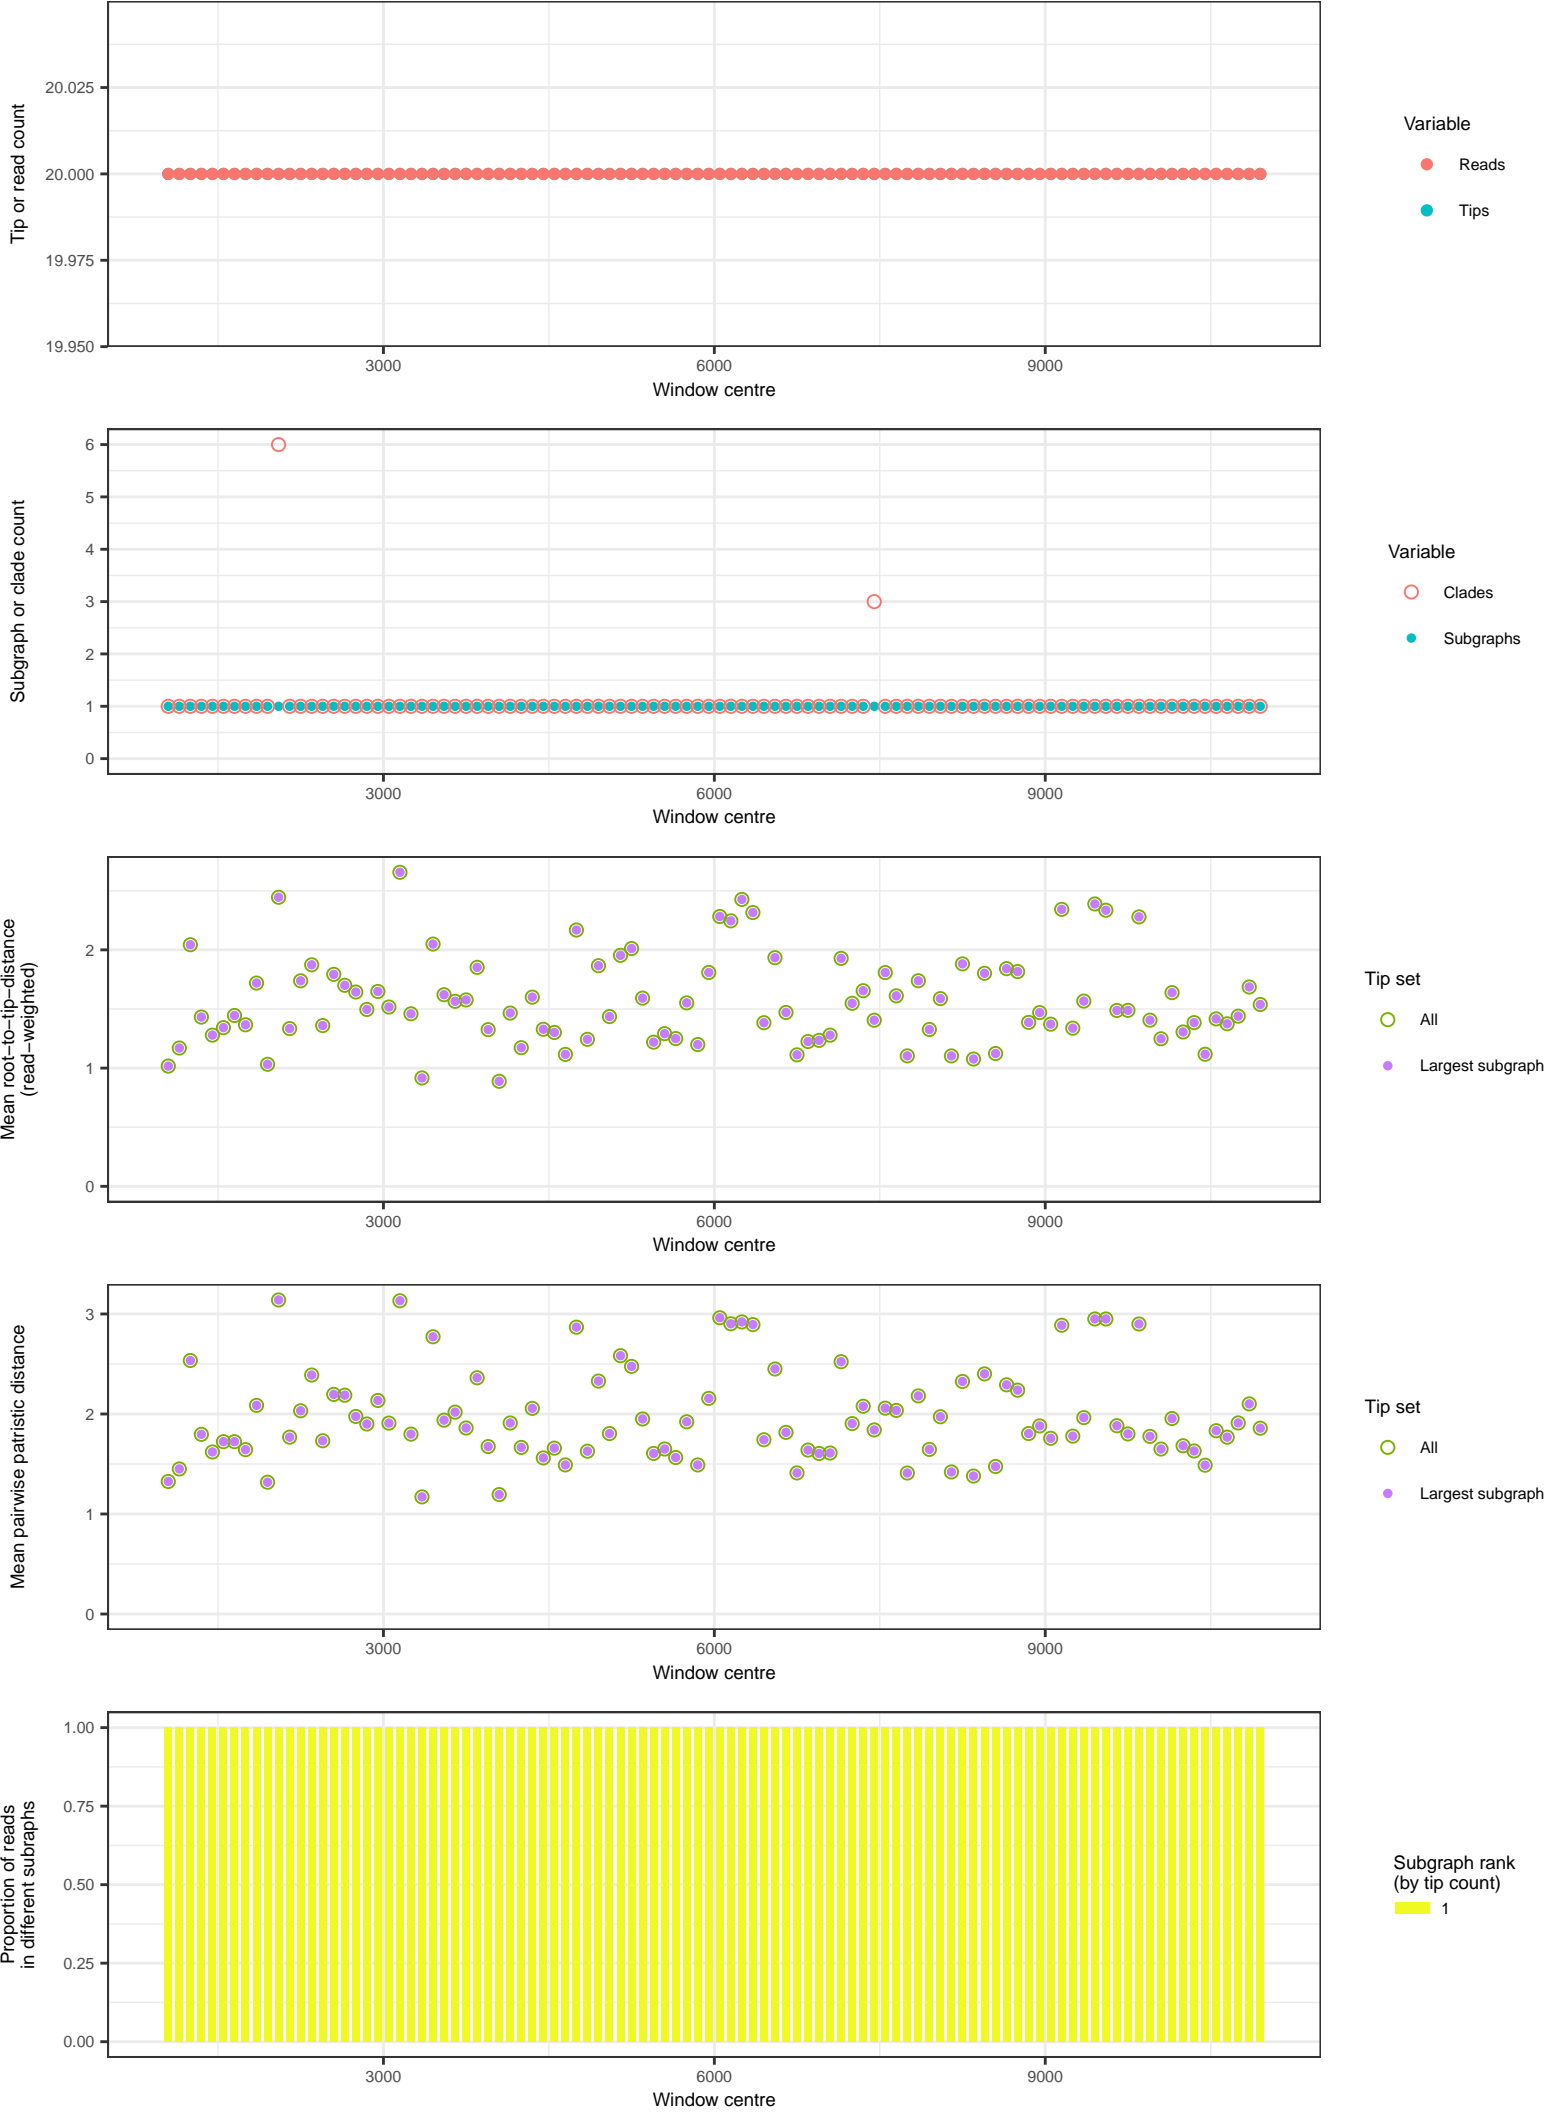 20.025
20.000
19.975
19.950
Tip or read count
3000
6000
9000
Window centre
Variable
Reads
Tips
6
5
4
3
2
1
0
Subgraph or clade count
3000
6000
9000
Window centre
Variable
Clades
Subgraphs
2
1
0
Mean root−to−tip−distance
(read−weighted)
3000
6000
9000
Window centre
Tip set
All
Largest subgraph
3
2
1
0
Mean pairwise patristic distance
3000
6000
9000
Window centre
Tip set
All
Largest subgraph
1.00
0.75
0.50
0.25
0.00
Proportion of reads
in different subraphs
3000
6000
9000
Window centre
Subgraph rank
(by tip count)
1